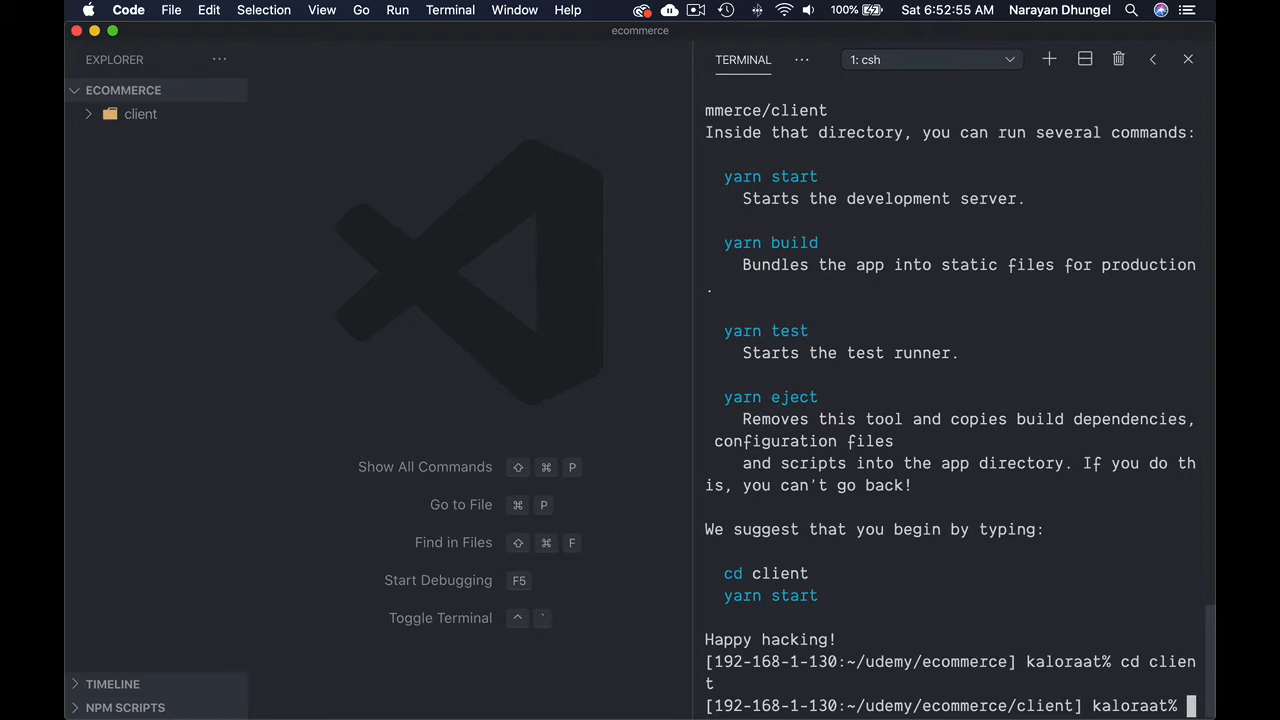 Code File Edit Selection View Go Run Terminal Window Help 100% Sat 6:52:55 AM Narayan Dhungel
ecommerce
EXPLORER ...
ECOMMERCE
client
Show All Commands ⇧ ⌘ P
Go to File ⌘ P
Find in Files ⇧ ⌘ F
Start Debugging F5
Toggle Terminal ^ `
TIMELINE
NPM SCRIPTS
TERMINAL ... 1: csh
mmerce/client
Inside that directory, you can run several commands:
yarn start
Starts the development server.
yarn build
Bundles the app into static files for production
.
yarn test
Starts the test runner.
yarn eject
Removes this tool and copies build dependencies,
configuration files
and scripts into the app directory. If you do th
is, you can't go back!
We suggest that you begin by typing:
cd client
yarn start
Happy hacking!
[192-168-1-130:~/udemy/ecommerce] kaloraat% cd clien
t
[192-168-1-130:~/udemy/ecommerce/client] kaloraat%